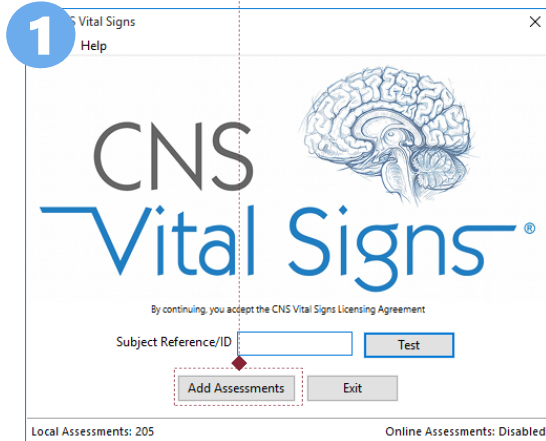 1
S Vital Signs
Help
CNS
Vital Signs®
By continuing, you accept the CNS Vital Signs Licensing Agreement
Subject Reference/ID
Test
Add Assessments
Exit
Local Assessments: 205
Online Assessments: Disabled